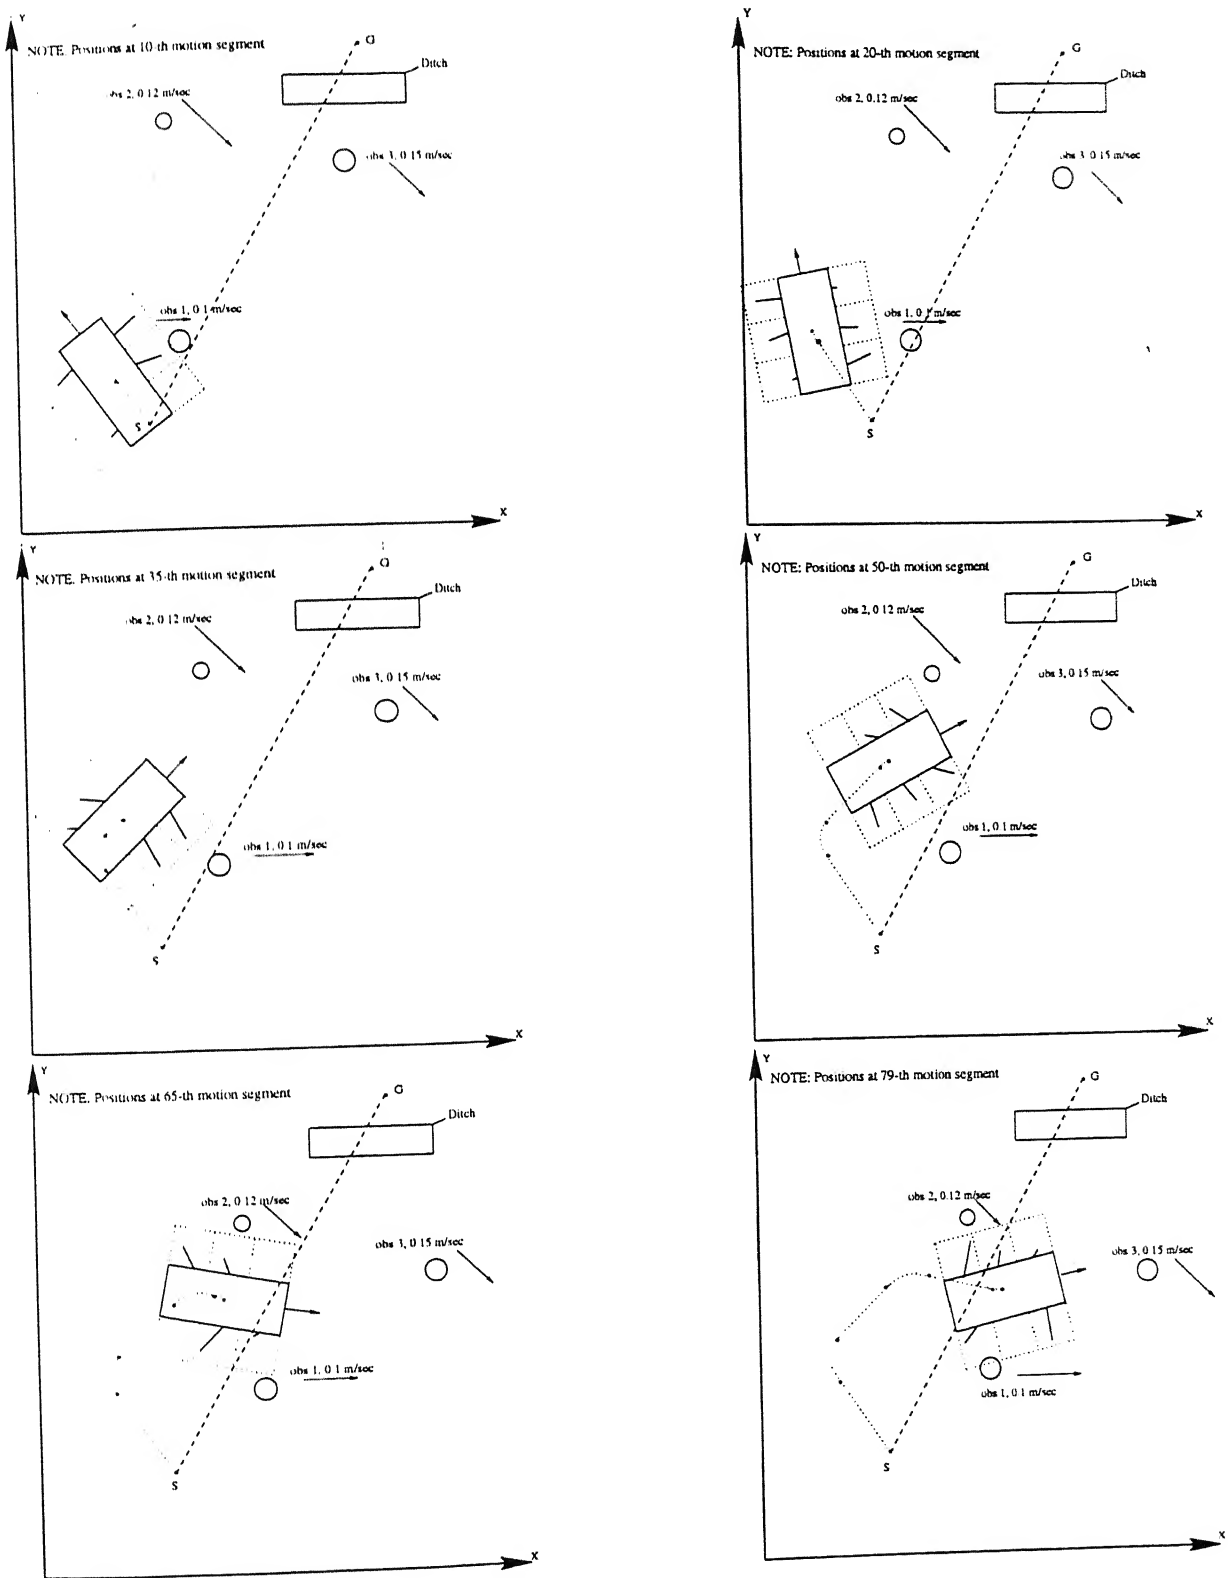 Y
NOTE. Positions at 10-th motion segment
G
Ditch
obs 2, 0.12 m/sec
obs 3, 0 15 m/sec
obs 1, 0 1 m/sec
S
X
Y
NOTE: Positions at 20-th motion segment
G
Ditch
obs 2, 0.12 m/sec
obs 3, 0 15 m/sec
obs 1, 0.1 m/sec
S
X
Y
NOTE. Positions at 35-th motion segment
G
Ditch
obs 2, 0 12 m/sec
obs 3, 0 15 m/sec
obs 1, 0 1 m/sec
S
X
Y
NOTE: Positions at 50-th motion segment
G
Ditch
obs 2, 0 12 m/sec
obs 3, 0 15 m/sec
obs 1, 0 1 m/sec
S
X
Y
NOTE. Positions at 65-th motion segment
G
Ditch
obs 2, 0 12 m/sec
obs 3, 0 15 m/sec
obs 1, 0 1 m/sec
S
X
Y
NOTE: Positions at 79-th motion segment
G
Ditch
obs 2, 0.12 m/sec
obs 3, 0 15 m/sec
obs 1, 0 1 m/sec
S
X